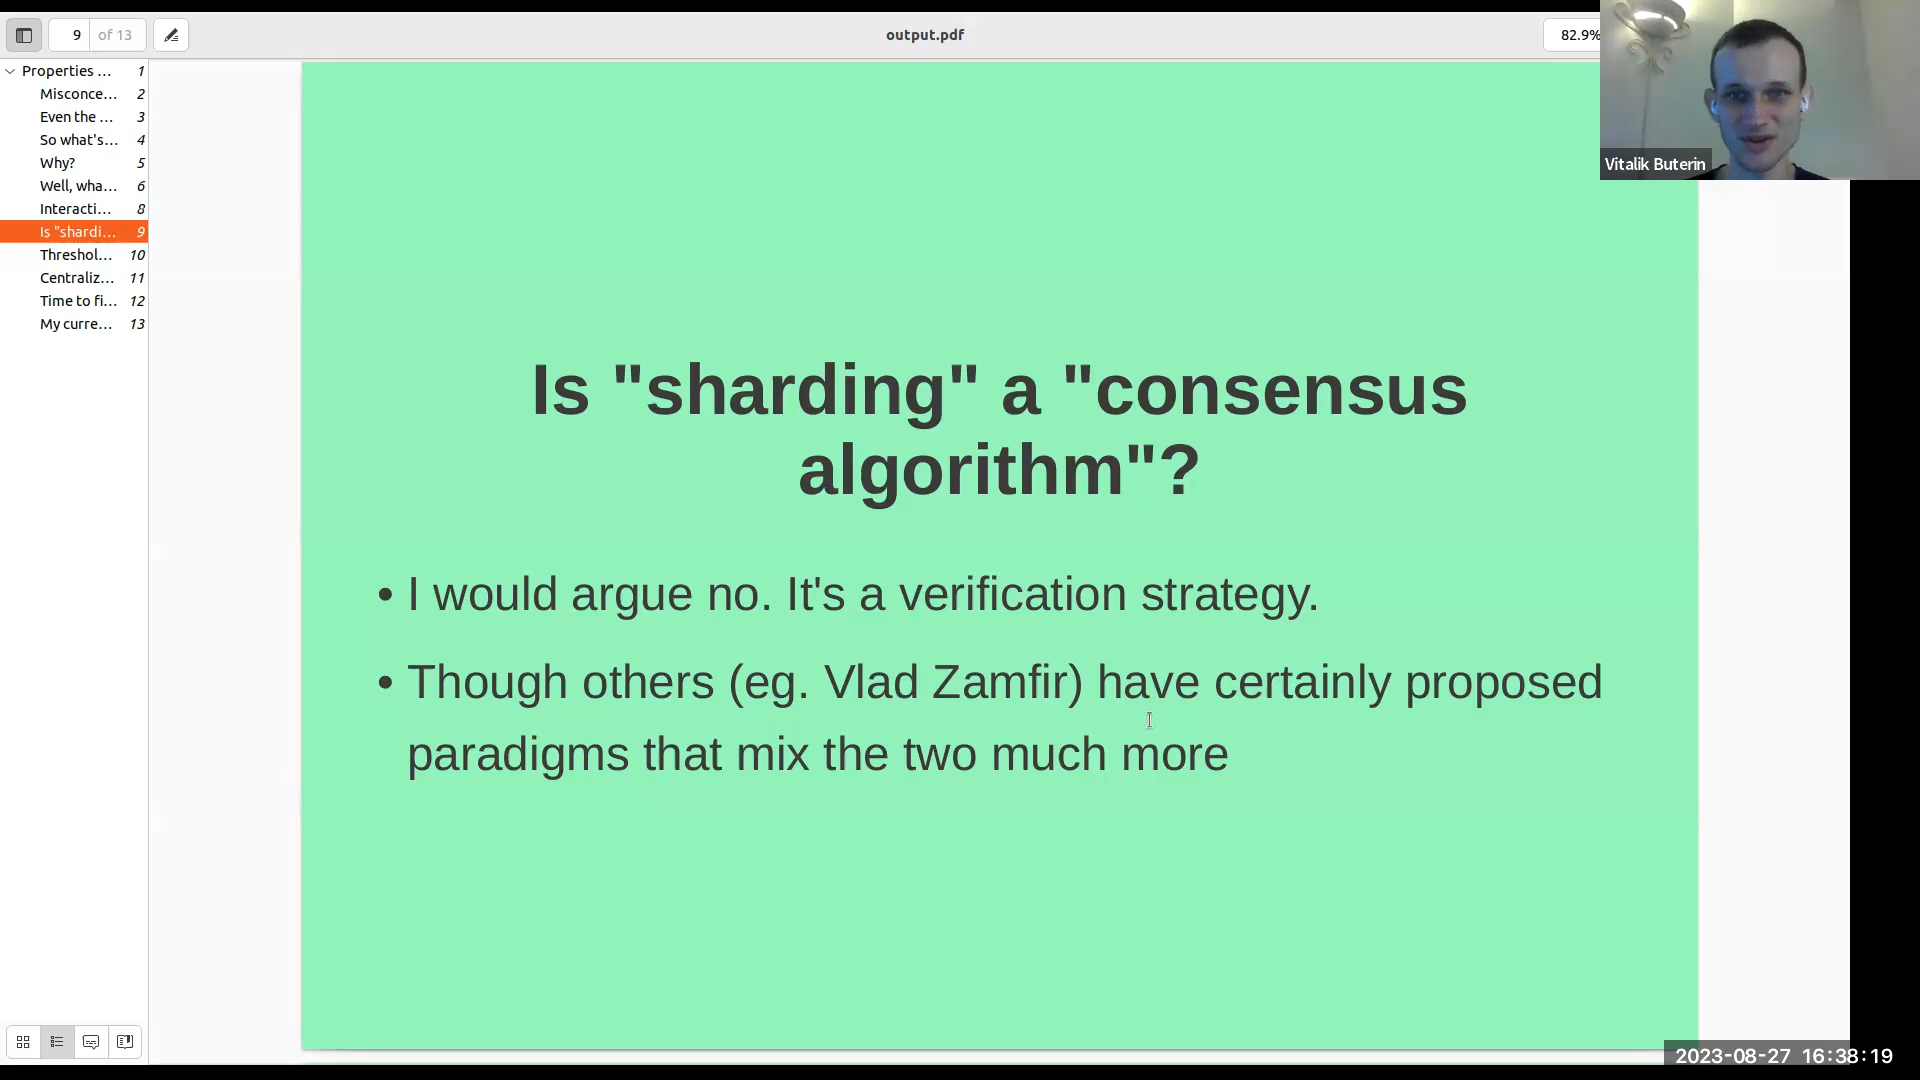 9 of 13
output.pdf
82.9%
Properties ... 1
Misconce... 2
Even the ... 3
So what's... 4
Why? 5
Well, wha... 6
Interacti... 8
Is "shardi... 9
Threshol... 10
Centraliz... 11
Time to fi... 12
My curre... 13
Vitalik Buterin
Is "sharding" a "consensus
algorithm"?
• I would argue no. It's a verification strategy.
• Though others (eg. Vlad Zamfir) have certainly proposed
paradigms that mix the two much more
2023-08-27 16:38:19